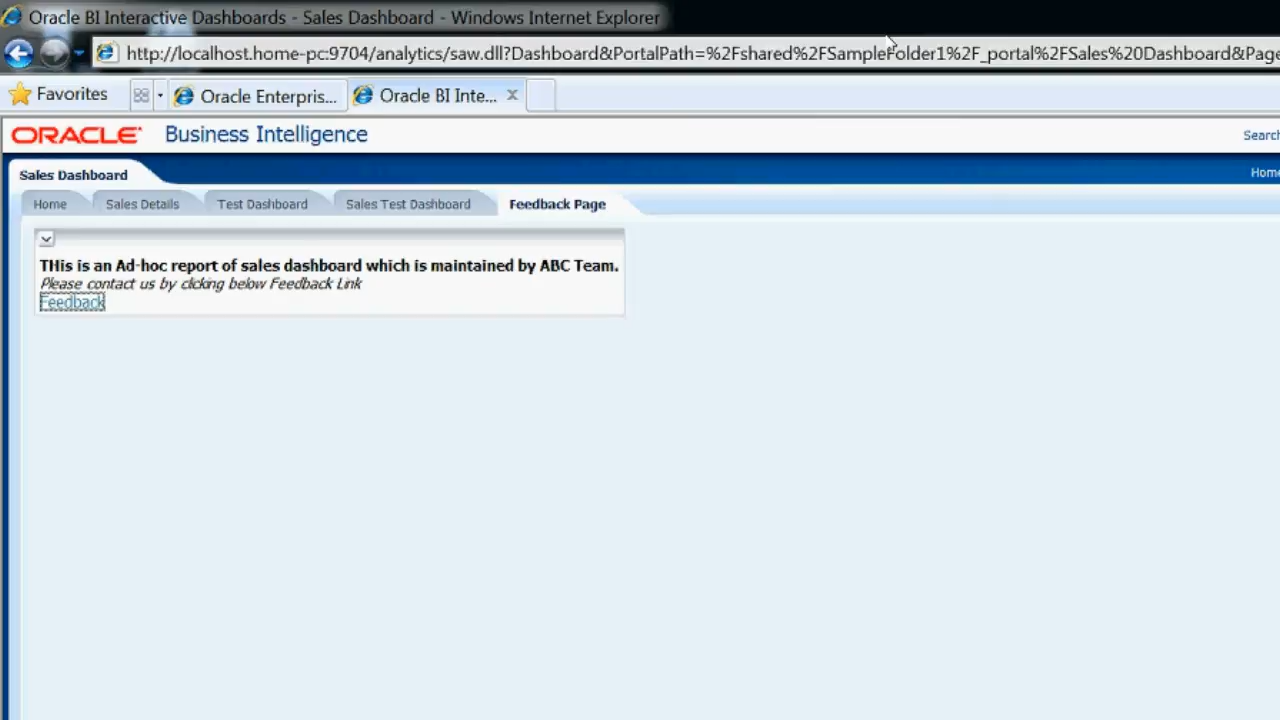 Oracle BI Interactive Dashboards - Sales Dashboard - Windows Internet Explorer
http://localhost.home-pc:9704/analytics/saw.dll?Dashboard&PortalPath=%2Fshared%2FSampleFolder1%2F_portal%2FSales%20Dashboard&Page
Favorites Oracle Enterpris... Oracle BI Inte...
ORACLE Business Intelligence
Search
Sales Dashboard
Home
Home Sales Details Test Dashboard Sales Test Dashboard Feedback Page
THis is an Ad-hoc report of sales dashboard which is maintained by ABC Team.
Please contact us by clicking below Feedback Link
Feedback